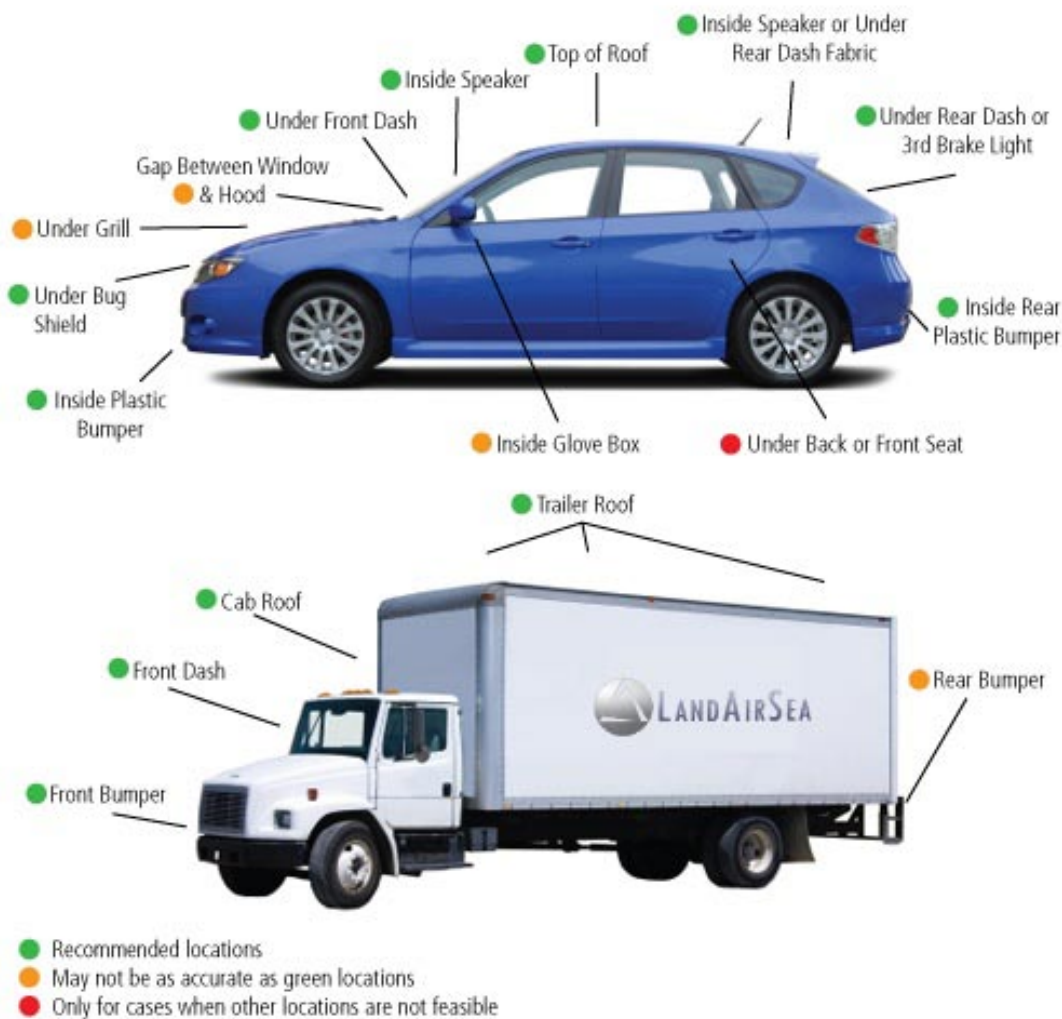 Inside Speaker or Under
Rear Dash Fabric
Top of Roof
Inside Speaker
Under Front Dash
Under Rear Dash or
3rd Brake Light
Gap Between Window
& Hood
Under Grill
Under Bug
Shield
Inside Rear
Plastic Bumper
Inside Plastic
Bumper
Inside Glove Box
Under Back or Front Seat
Trailer Roof
Cab Roof
Front Dash
Rear Bumper
LANDAIRSEA
Front Bumper
Recommended locations
May not be as accurate as green locations
Only for cases when other locations are not feasible